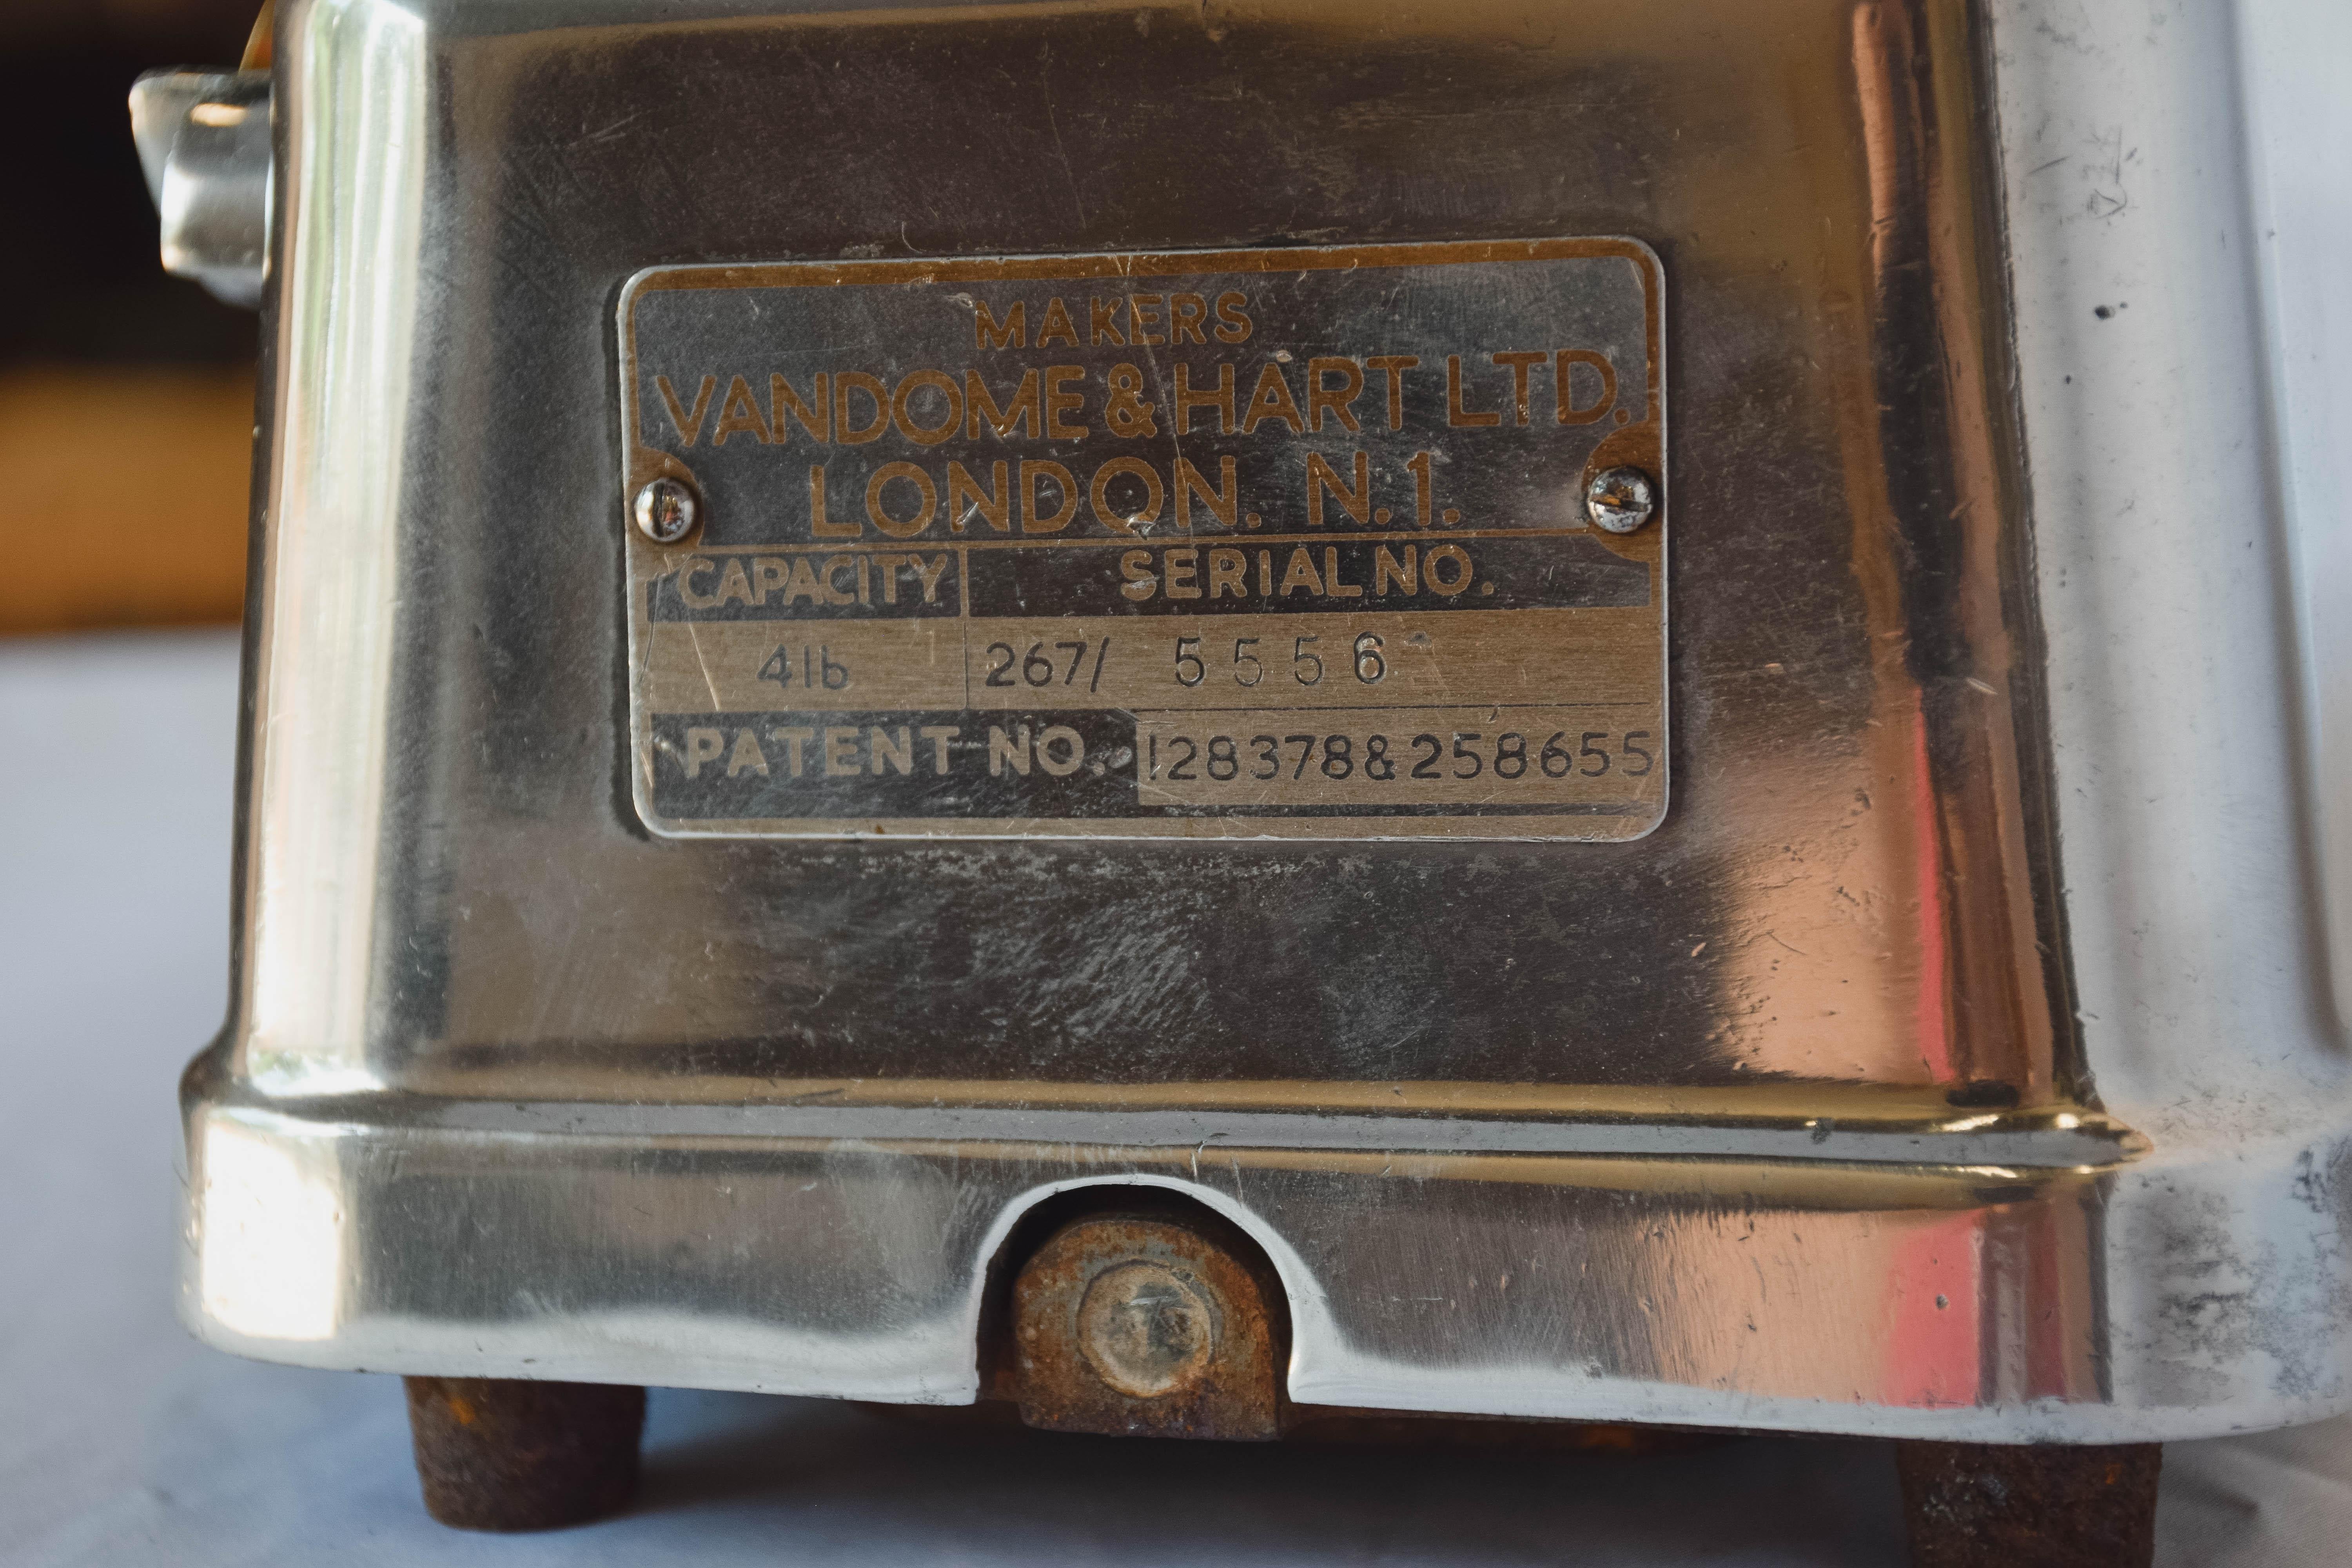 MAKERS
VANDOME & HART LTD.
LONDON. N.1.
CAPACITY SERIAL NO.
4lb 267/ 5556
PATENT NO. 128378&258655